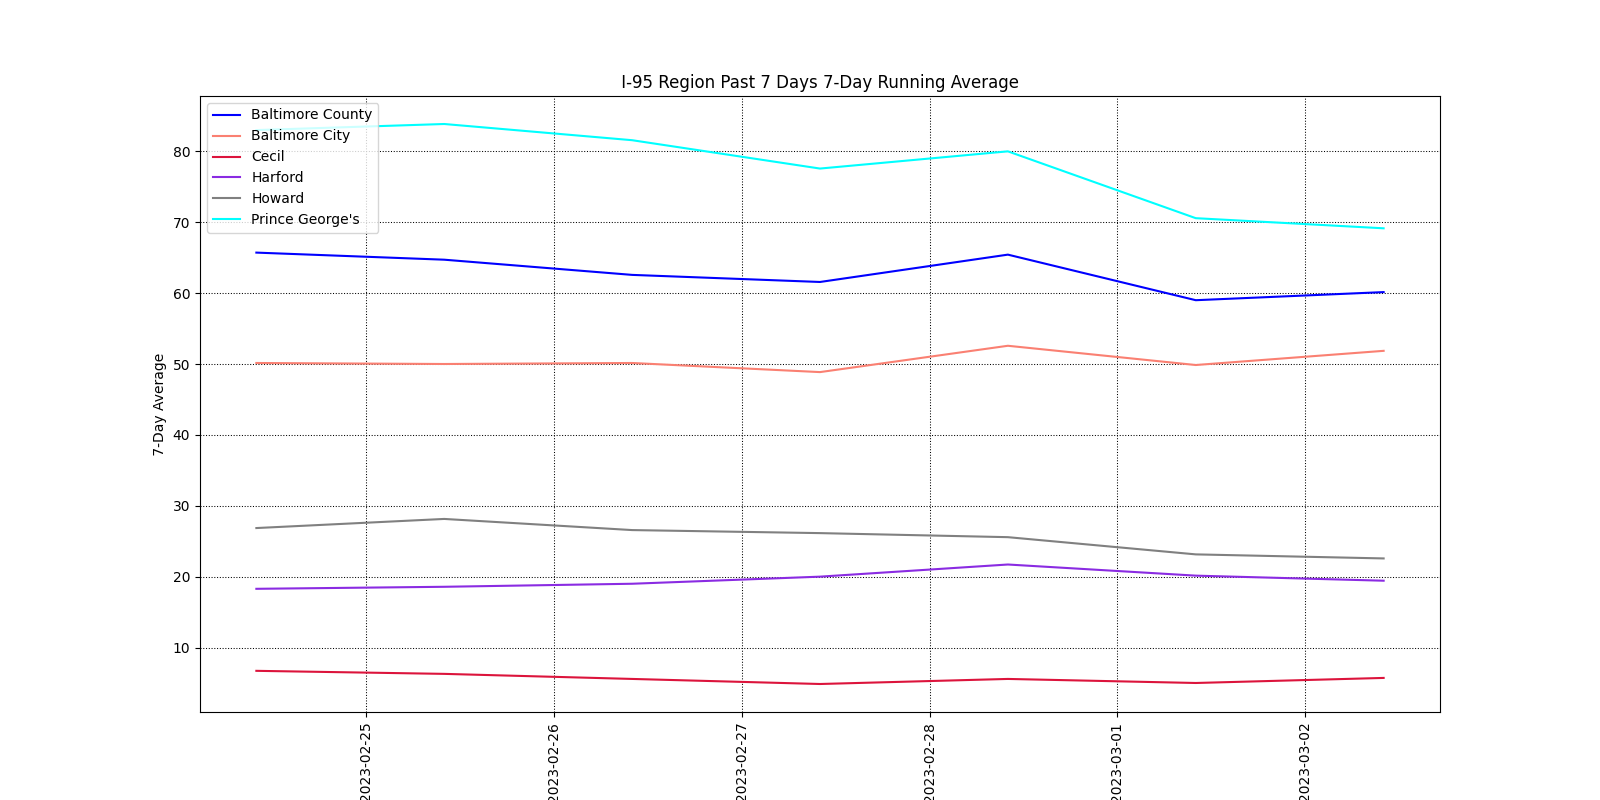 I-95 Region Past 7 Days 7-Day Running Average
Baltimore County
Baltimore City
Cecil
Harford
Howard
Prince George's
7-Day Average
80
70
60
50
40
30
20
10
2023-02-25
2023-02-26
2023-02-27
2023-02-28
2023-03-01
2023-03-02